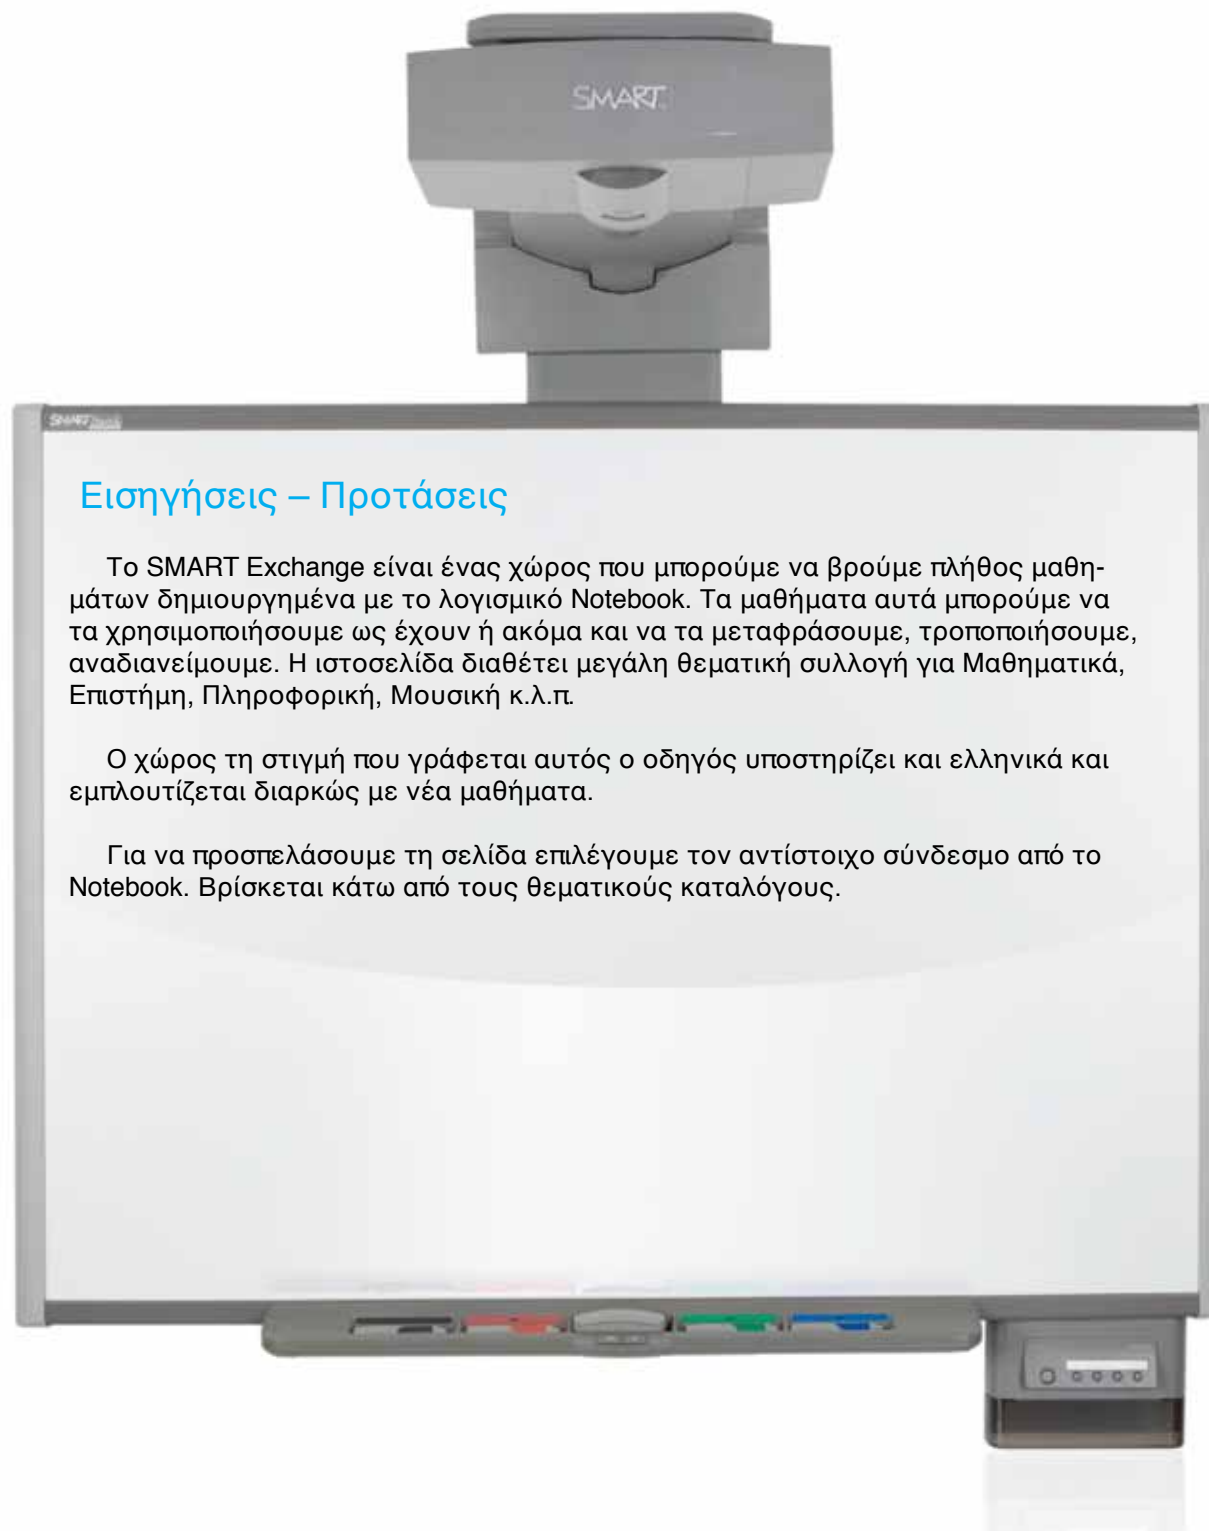 SMART
SMART Board
Εισηγήσεις – Προτάσεις
Το SMART Exchange είναι ένας χώρος που μπορούμε να βρούμε πλήθος μαθη-
μάτων δημιουργημένα με το λογισμικό Notebook. Τα μαθήματα αυτά μπορούμε να
τα χρησιμοποιήσουμε ως έχουν ή ακόμα και να τα μεταφράσουμε, τροποποιήσουμε,
αναδιανείμουμε. Η ιστοσελίδα διαθέτει μεγάλη θεματική συλλογή για Μαθηματικά,
Επιστήμη, Πληροφορική, Μουσική κ.λ.π.
Ο χώρος τη στιγμή που γράφεται αυτός ο οδηγός υποστηρίζει και ελληνικά και
εμπλουτίζεται διαρκώς με νέα μαθήματα.
Για να προσπελάσουμε τη σελίδα επιλέγουμε τον αντίστοιχο σύνδεσμο από το
Notebook. Βρίσκεται κάτω από τους θεματικούς καταλόγους.